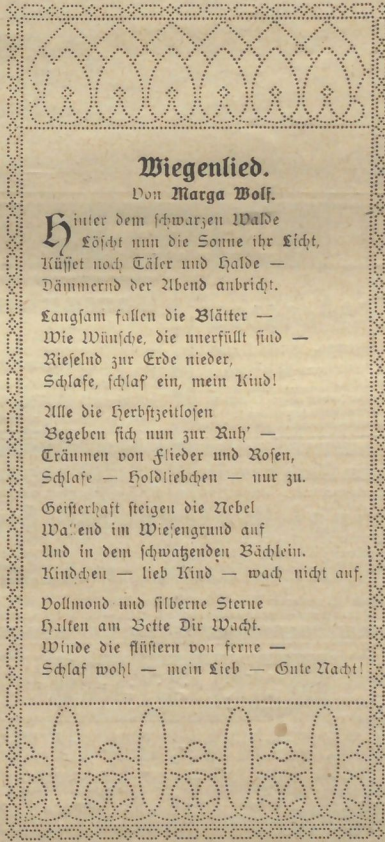 Wiegenlied.
Von Marga Wolf.
Hinter dem schwarzen Walde
Löscht nun die Sonne ihr Licht,
Küsset noch Täler und Halde —
Dämmernd der Abend anbricht.
Langsam fallen die Blätter —
Wie Wünsche, die unerfüllt sind —
Rieselnd zur Erde nieder,
Schlafe, schlaf' ein, mein Kind!
Alle die Herbstzeitlosen
Begeben sich nun zur Ruh' —
Träumen von Flieder und Rosen,
Schlafe — Holdliebchen — nur zu.
Geisterhaft steigen die Nebel
Wallend im Wiesengrund auf
Und in dem schwatzenden Bächlein.
Kindchen — lieb Kind — wach nicht auf.
Vollmond und silberne Sterne
Halten am Bette Dir Wacht.
Winde die flüstern von ferne —
Schlaf wohl — mein Lieb — Gute Nacht!